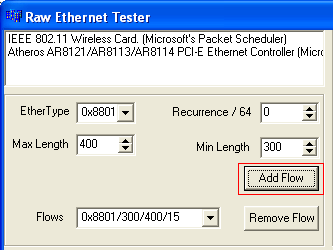 Raw Ethernet Tester
IEEE 802.11 Wireless Card. (Microsoft's Packet Scheduler)
Atheros AR8121/AR8113/AR8114 PCI-E Ethernet Controller (Micro
EtherType 0x8801 Recurrence / 64 0
Max Length 400 Min Length 300
Add Flow
Flows 0x8801/300/400/15 Remove Flow